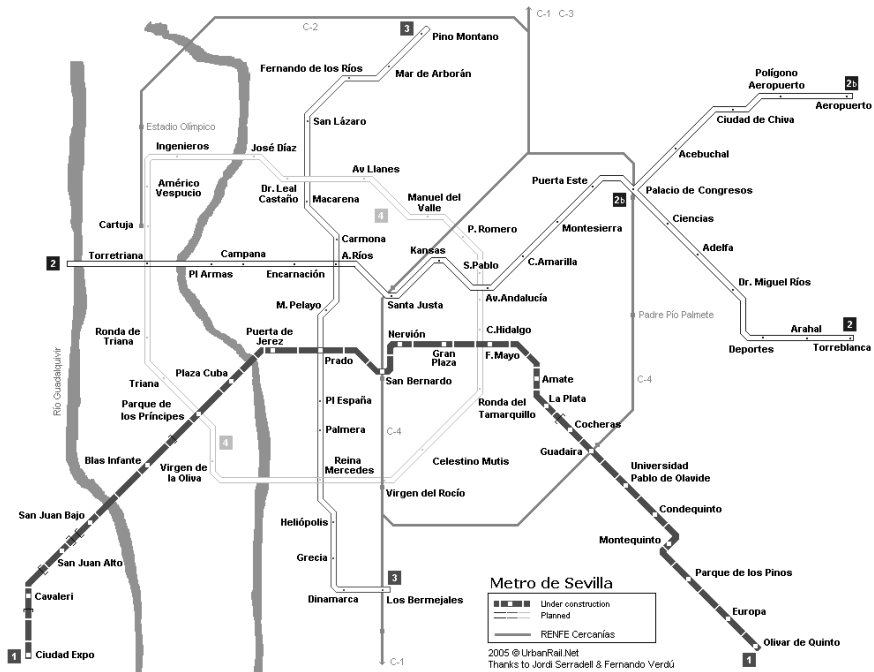 C-1 C-3
C-2
3
Pino Montano
Fernando de los Ríos
Mar de Arborán
Polígono
Aeropuerto
2b
Aeropuerto
Ciudad de Chiva
San Lázaro
Estadio Olímpico
Ingenieros
José Díaz
Acebuchal
Av Llanes
Puerta Este
Américo
Vespucio
Dr. Leal
Castaño
Macarena
Manuel del
Valle
Palacio de Congresos
2b
4
Cartuja
P. Romero
Montesierra
Ciencias
Carmona
Kansas
Adelfa
2
Torretriana
Campana
A.Ríos
S.Pablo
C.Amarilla
Pl Armas
Encarnación
Dr. Miguel Ríos
M. Pelayo
Santa Justa
Av.Andalucía
Padre Pío Palmete
Ronda de
Triana
Puerta de
Jerez
Nervión
C.Hidalgo
Arahal
2
Prado
Gran
Plaza
F.Mayo
Deportes
Torreblanca
Río Guadalquivir
Plaza Cuba
Triana
San Bernardo
Amate
C-4
Parque de
los Príncipes
Pl España
Ronda del
Tamarquillo
La Plata
Palmera
C-4
Cocheras
4
Blas Infante
Virgen de
la Oliva
Reina
Mercedes
Celestino Mutis
Guadaira
Universidad
Pablo de Olavide
Virgen del Rocío
San Juan Bajo
Heliópolis
Condequinto
San Juan Alto
Grecia
Montequinto
Cavaleri
3
Dinamarca
Los Bermejales
Parque de los Pinos
Metro de Sevilla
Under construction
Planned
RENFE Cercanías
Europa
1
Ciudad Expo
Olivar de Quinto
1
C-1
2005 © UrbanRail.Net
Thanks to Jordi Serradell & Fernando Verdú